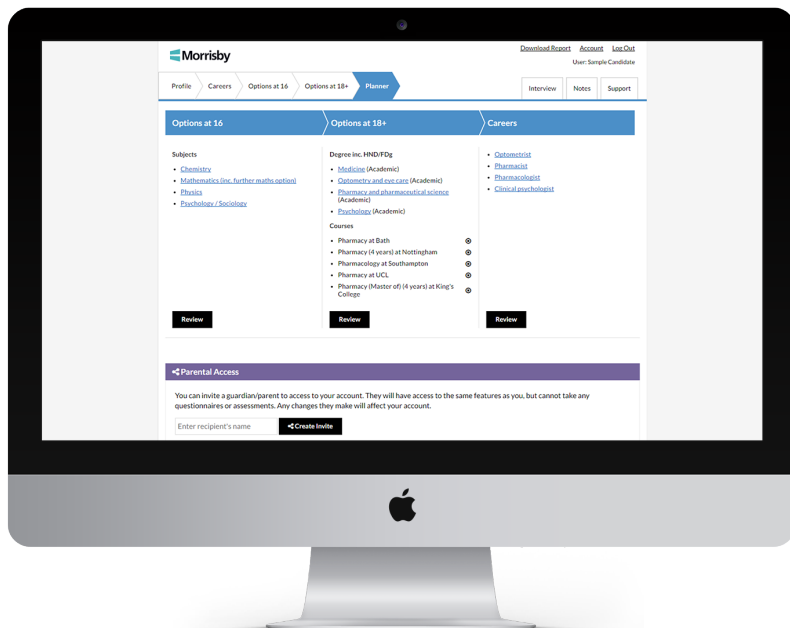 Morrisby
Download Report Account Log Out
User: Sample Candidate
Profile Careers Options at 16 Options at 18+ Planner
Interview Notes Support
Options at 16
Subjects
• Chemistry
• Mathematics (inc. further maths option)
• Physics
• Psychology / Sociology
Review
Options at 18+
Degree inc. HND/FDg
• Medicine (Academic)
• Optometry and eye care (Academic)
• Pharmacy and pharmaceutical science
(Academic)
• Psychology (Academic)
Courses
• Pharmacy at Bath
• Pharmacy (4 years) at Nottingham
• Pharmacology at Southampton
• Pharmacy at UCL
• Pharmacy (Master of) (4 years) at King's
College
Review
Careers
• Optometrist
• Pharmacist
• Pharmacologist
• Clinical psychologist
Review
Parental Access
You can invite a guardian/parent to access to your account. They will have access to the same features as you, but cannot take any
questionnaires or assessments. Any changes they make will affect your account.
Enter recipient's name
Create Invite